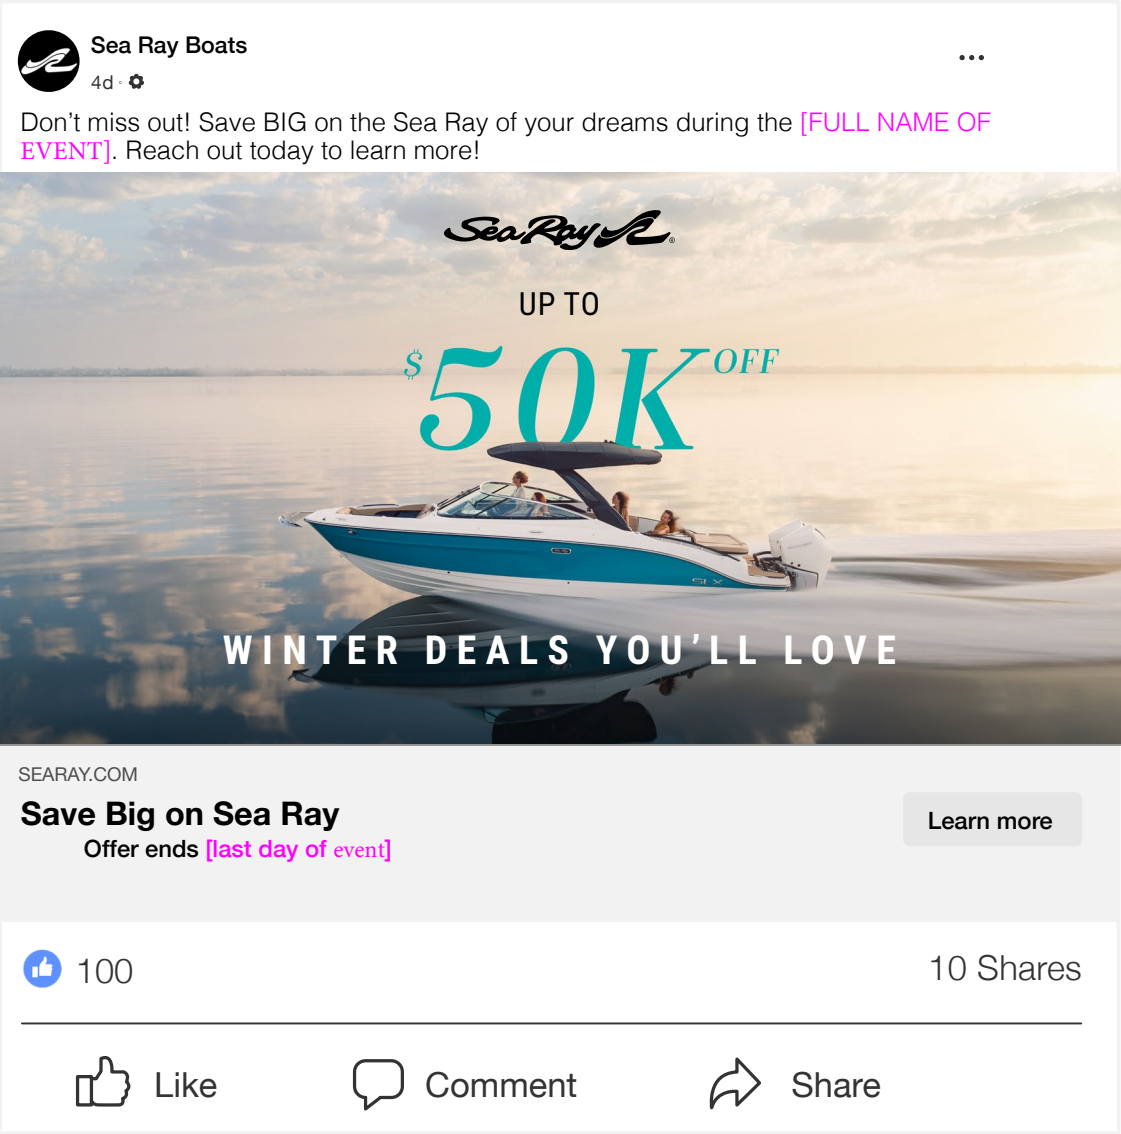 Sea Ray Boats
4d ·
Don’t miss out! Save BIG on the Sea Ray of your dreams during the [FULL NAME OF
EVENT]. Reach out today to learn more!
Sea Ray ®
UP TO
$50K OFF
SLX
WINTER DEALS YOU’LL LOVE
SEARAY.COM
Save Big on Sea Ray
Learn more
Offer ends [last day of event]
100
10 Shares
Like
Comment
Share